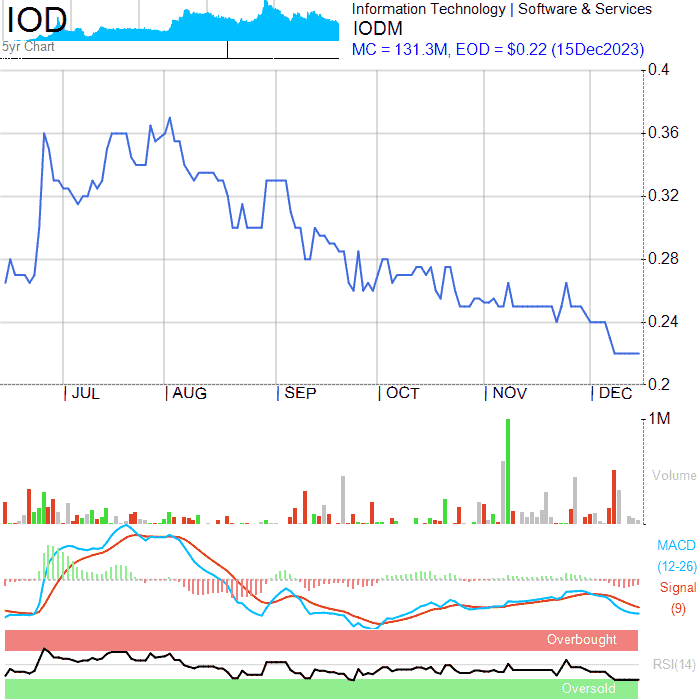 IOD
5yr Chart
Information Technology | Software & Services
IODM
MC = 131.3M, EOD = $0.22 (15Dec2023)
0.4
0.36
0.32
0.28
0.24
0.2
JUL AUG SEP OCT NOV DEC
1M
Volume
MACD
(12-26)
Signal
(9)
Overbought
RSI(14)
Oversold